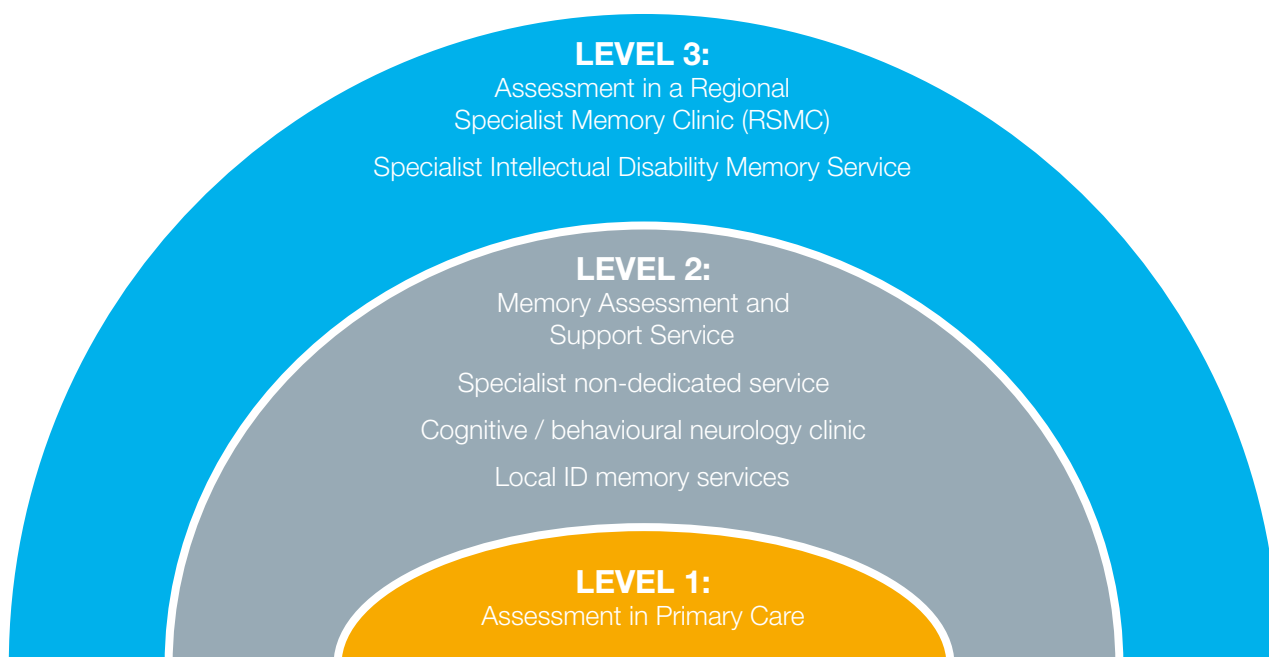 LEVEL 3:
Assessment in a Regional
Specialist Memory Clinic (RSMC)
Specialist Intellectual Disability Memory Service
LEVEL 2:
Memory Assessment and
Support Service
Specialist non-dedicated service
Cognitive / behavioural neurology clinic
Local ID memory services
LEVEL 1:
Assessment in Primary Care